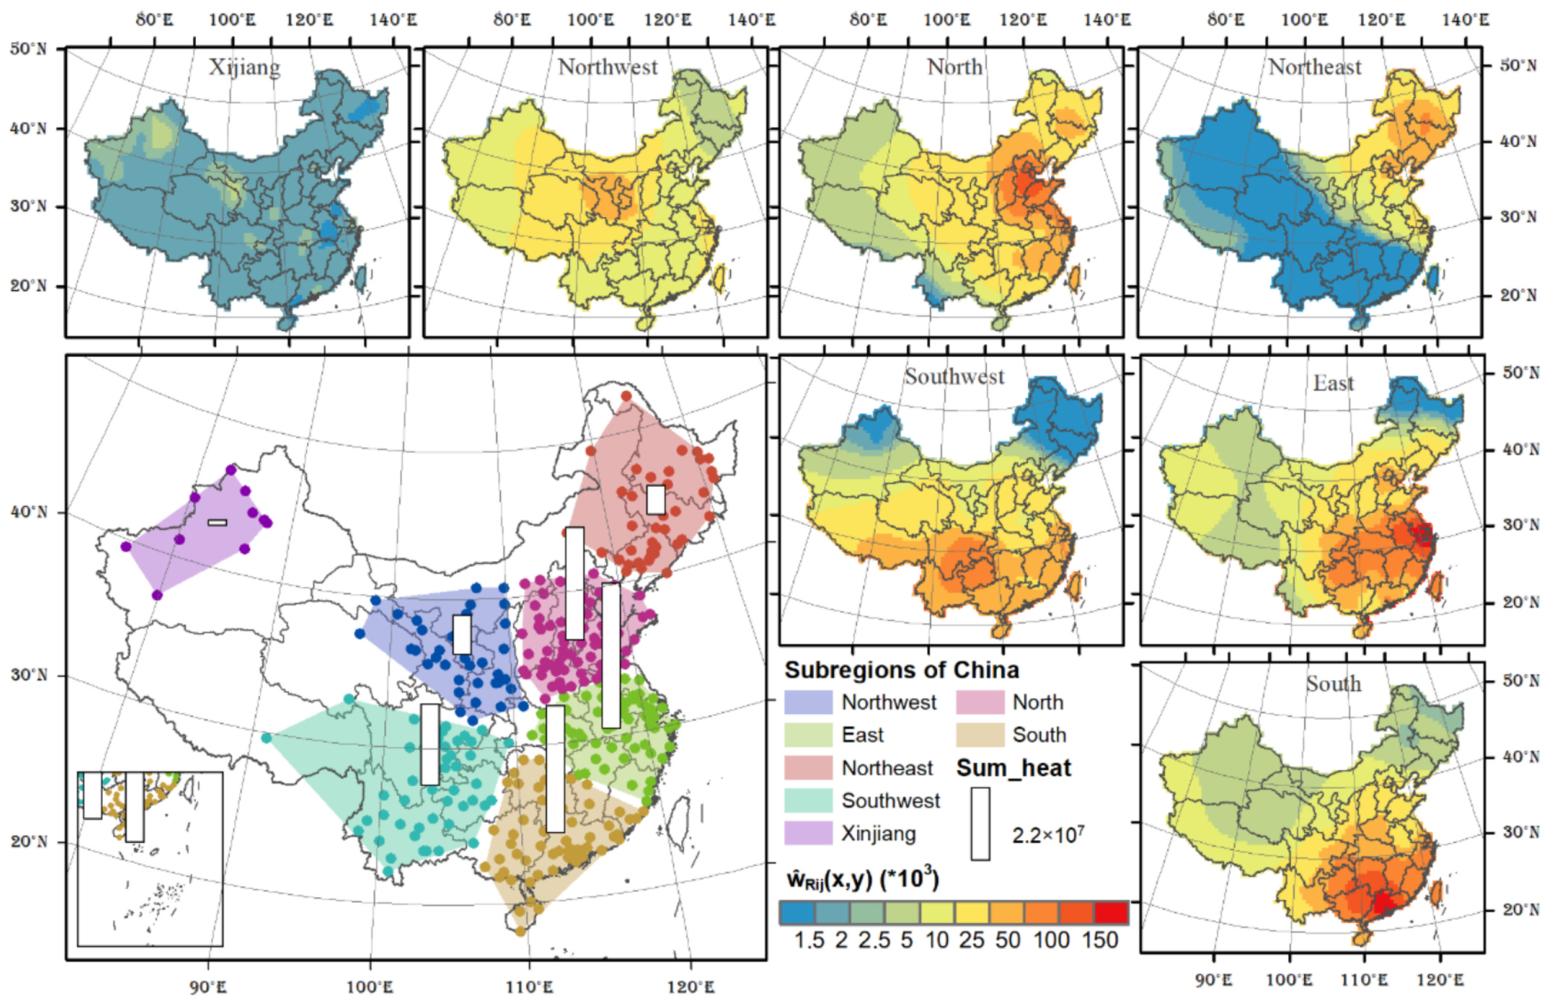 80°E 100°E 120°E 140°E 80°E 100°E 120°E 140°E 80°E 100°E 120°E 140°E 80°E 100°E 120°E 140°E
50°N Xijiang Northwest North Northeast 50°N
40°N 40°N
30°N 30°N
20°N 20°N
Southwest East 50°N
40°N 40°N
30°N
20°N
30°N Subregions of China South 50°N
Northwest North
East South 40°N
Northeast Sum_heat
Southwest
Xinjiang 2.2×10⁷ 30°N
20°N
ŵRij(x,y) (*10³)
20°N
1.5 2 2.5 5 10 25 50 100 150
90°E 100°E 110°E 120°E 90°E 100°E 110°E 120°E